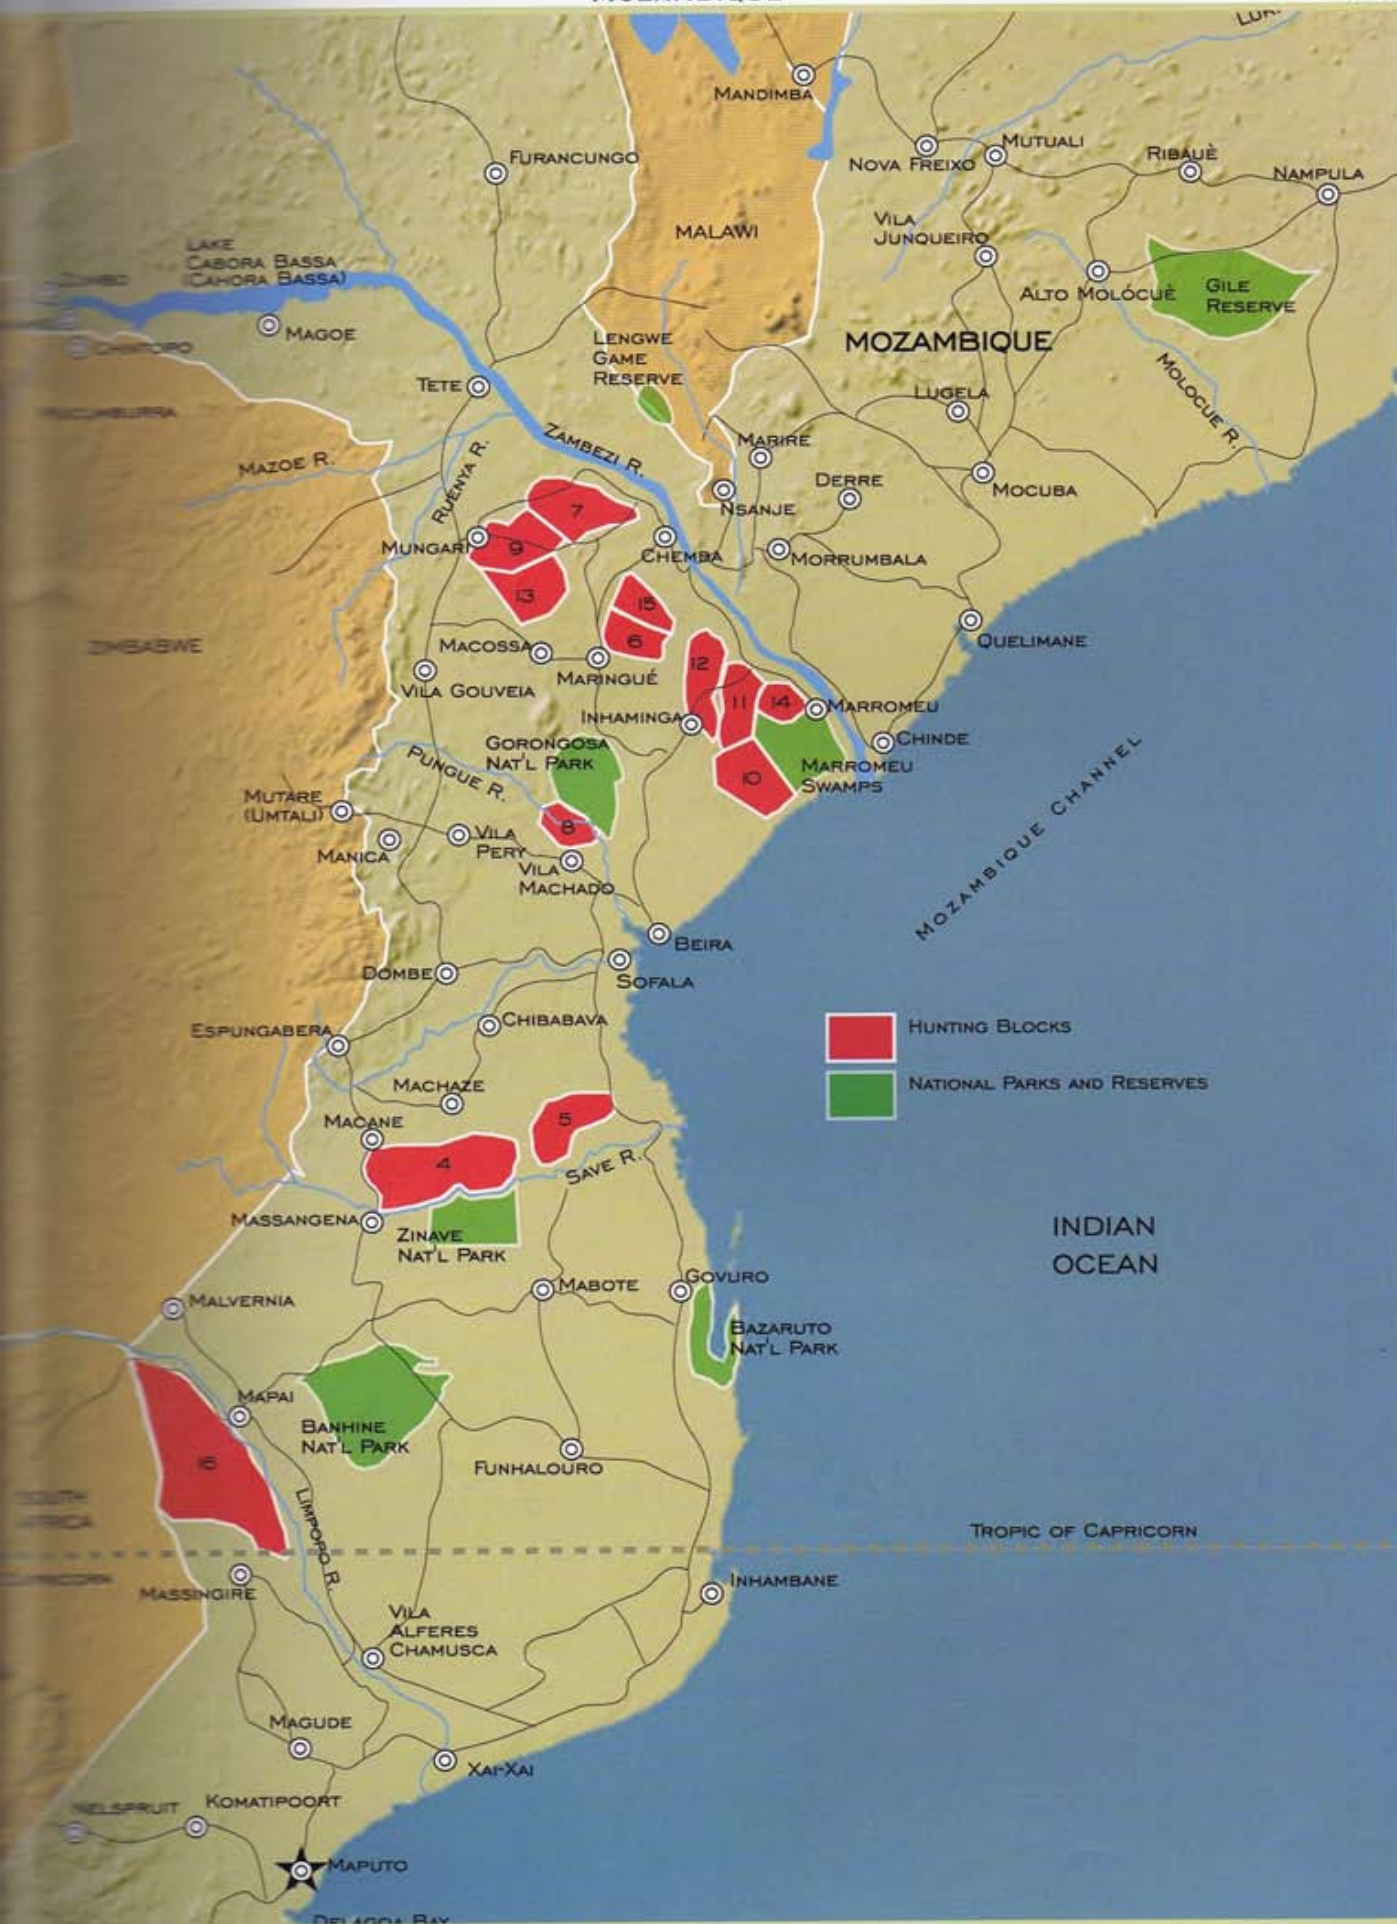 MANDIMBA
FURANCUNGO
NOVA FREIXO
MUTUALI
RIBAUÈ
NAMPULA
MALAWI
VILA
JUNQUEIRO
LAKE
CABORA BASSA
(CAHORA BASSA)
MAGOE
ALTO MOLÓCUÈ
GILE
RESERVE
MOZAMBIQUE
LENGWE
GAME
RESERVE
TETE
LUGELA
MOLOCUE R.
ZAMBEZI R.
MARIRE
MAZOE R.
RUENYA R.
DERRE
MOCUBA
NSANJE
7
MUNGARI
9
CHEMBA
MORRUMBALA
13
15
6
QUELIMANE
ZIMBABWE
MACOSSA
MARINGUÉ
12
VILA GOUVEIA
11
14
MARROMEU
INHAMINGA
CHINDE
GORONGOSA
NAT'L PARK
PUNGUE R.
MARROMEU
SWAMPS
10
MUTARE
(UMTALI)
8
VILA
PERY
MANICA
VILA
MACHADO
MOZAMBIQUE CHANNEL
BEIRA
DOMBE
SOFALA
CHIBABAVA
HUNTING BLOCKS
ESPUNGABERA
NATIONAL PARKS AND RESERVES
MACHAZE
MACANE
5
4
SAVE R.
MASSANGENA
ZINAVE
NAT'L PARK
INDIAN
OCEAN
MABOTE
GOVURO
MALVERNIA
BAZARUTO
NAT'L PARK
MAPAI
BANHINE
NAT'L PARK
16
FUNHALOURO
LIMPOPO R.
TROPIC OF CAPRICORN
MASSINGIRE
INHAMBANE
VILA
ALFERES
CHAMUSCA
MAGUDE
XAI-XAI
NELSPRUIT
KOMATIPOORT
MAPUTO
DELAGOA BAY